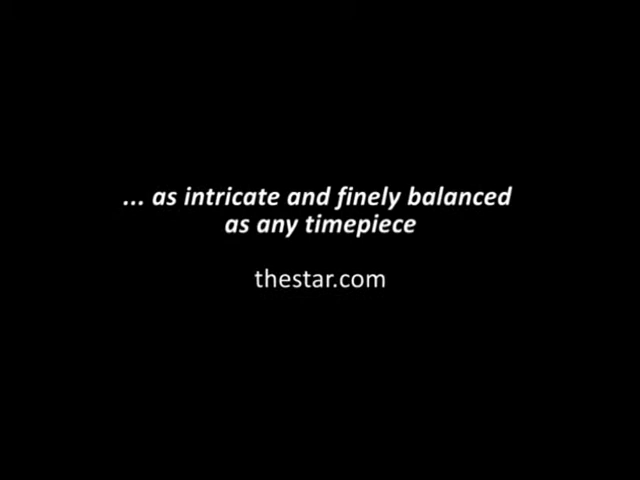 ... as intricate and finely balanced
as any timepiece
thestar.com